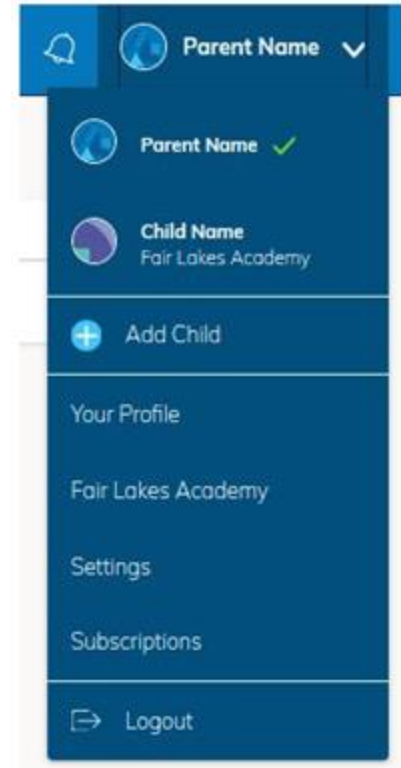 Parent Name
Parent Name
Child Name
Fair Lakes Academy
Add Child
Your Profile
Fair Lakes Academy
Settings
Subscriptions
Logout